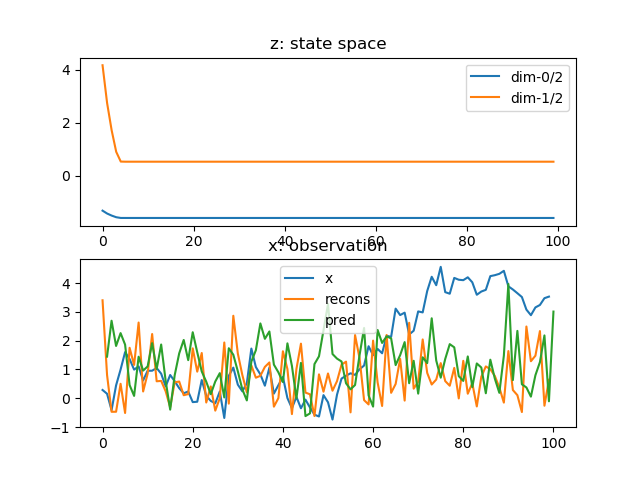 z: state space
4
2
0
dim-0/2
dim-1/2
0 20 40 60 80 100
x: observation
4
3
2
1
0
−1
x
recons
pred
0 20 40 60 80 100